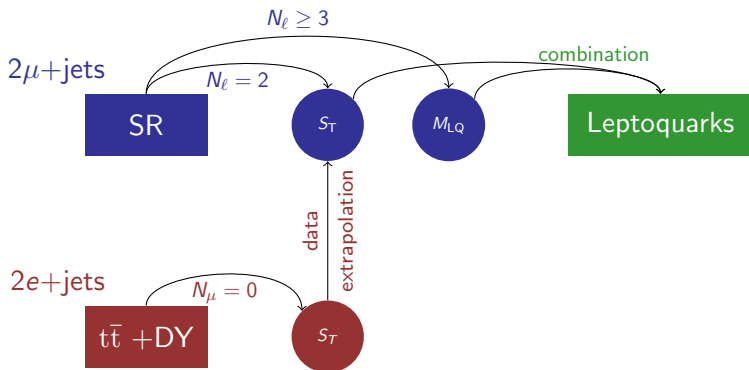 N_ℓ ≥ 3
combination
2μ+jets
N_ℓ = 2
SR
S_T
M_LQ
Leptoquarks
data
extrapolation
2e+jets
N_μ = 0
tt̄ +DY
S_T